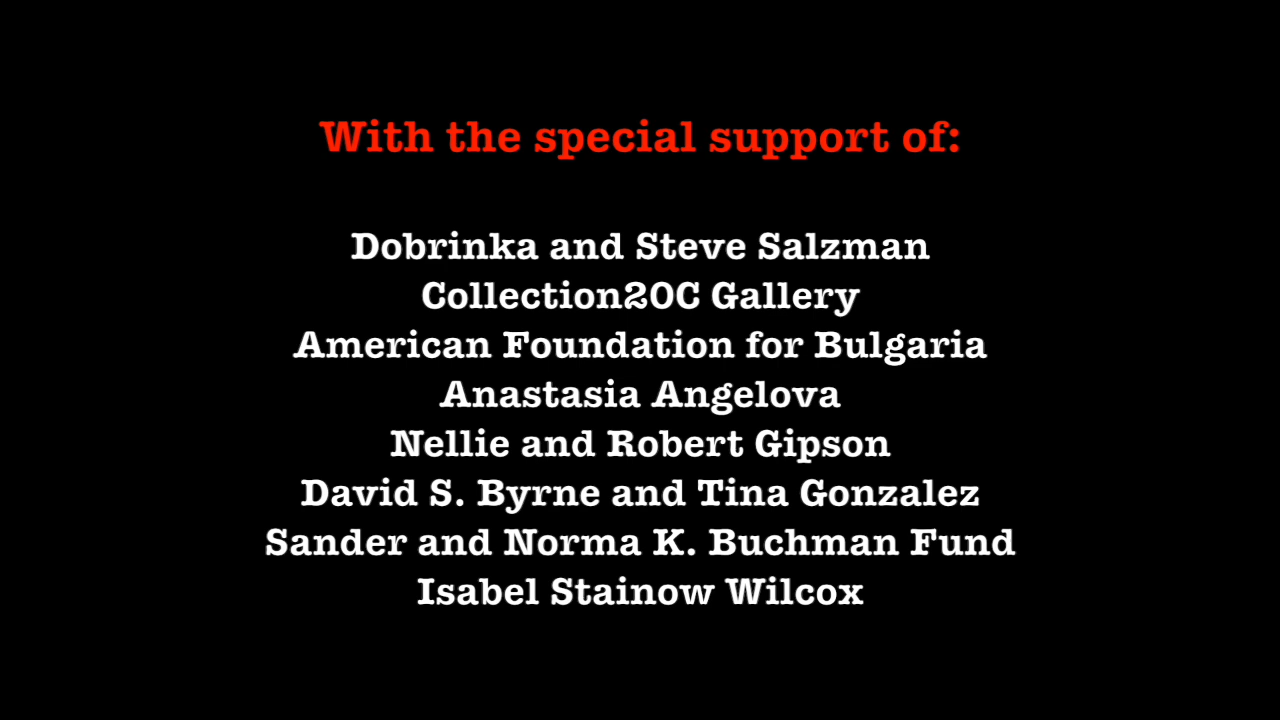 With the special support of:
Dobrinka and Steve Salzman
Collection20C Gallery
American Foundation for Bulgaria
Anastasia Angelova
Nellie and Robert Gipson
David S. Byrne and Tina Gonzalez
Sander and Norma K. Buchman Fund
Isabel Stainow Wilcox